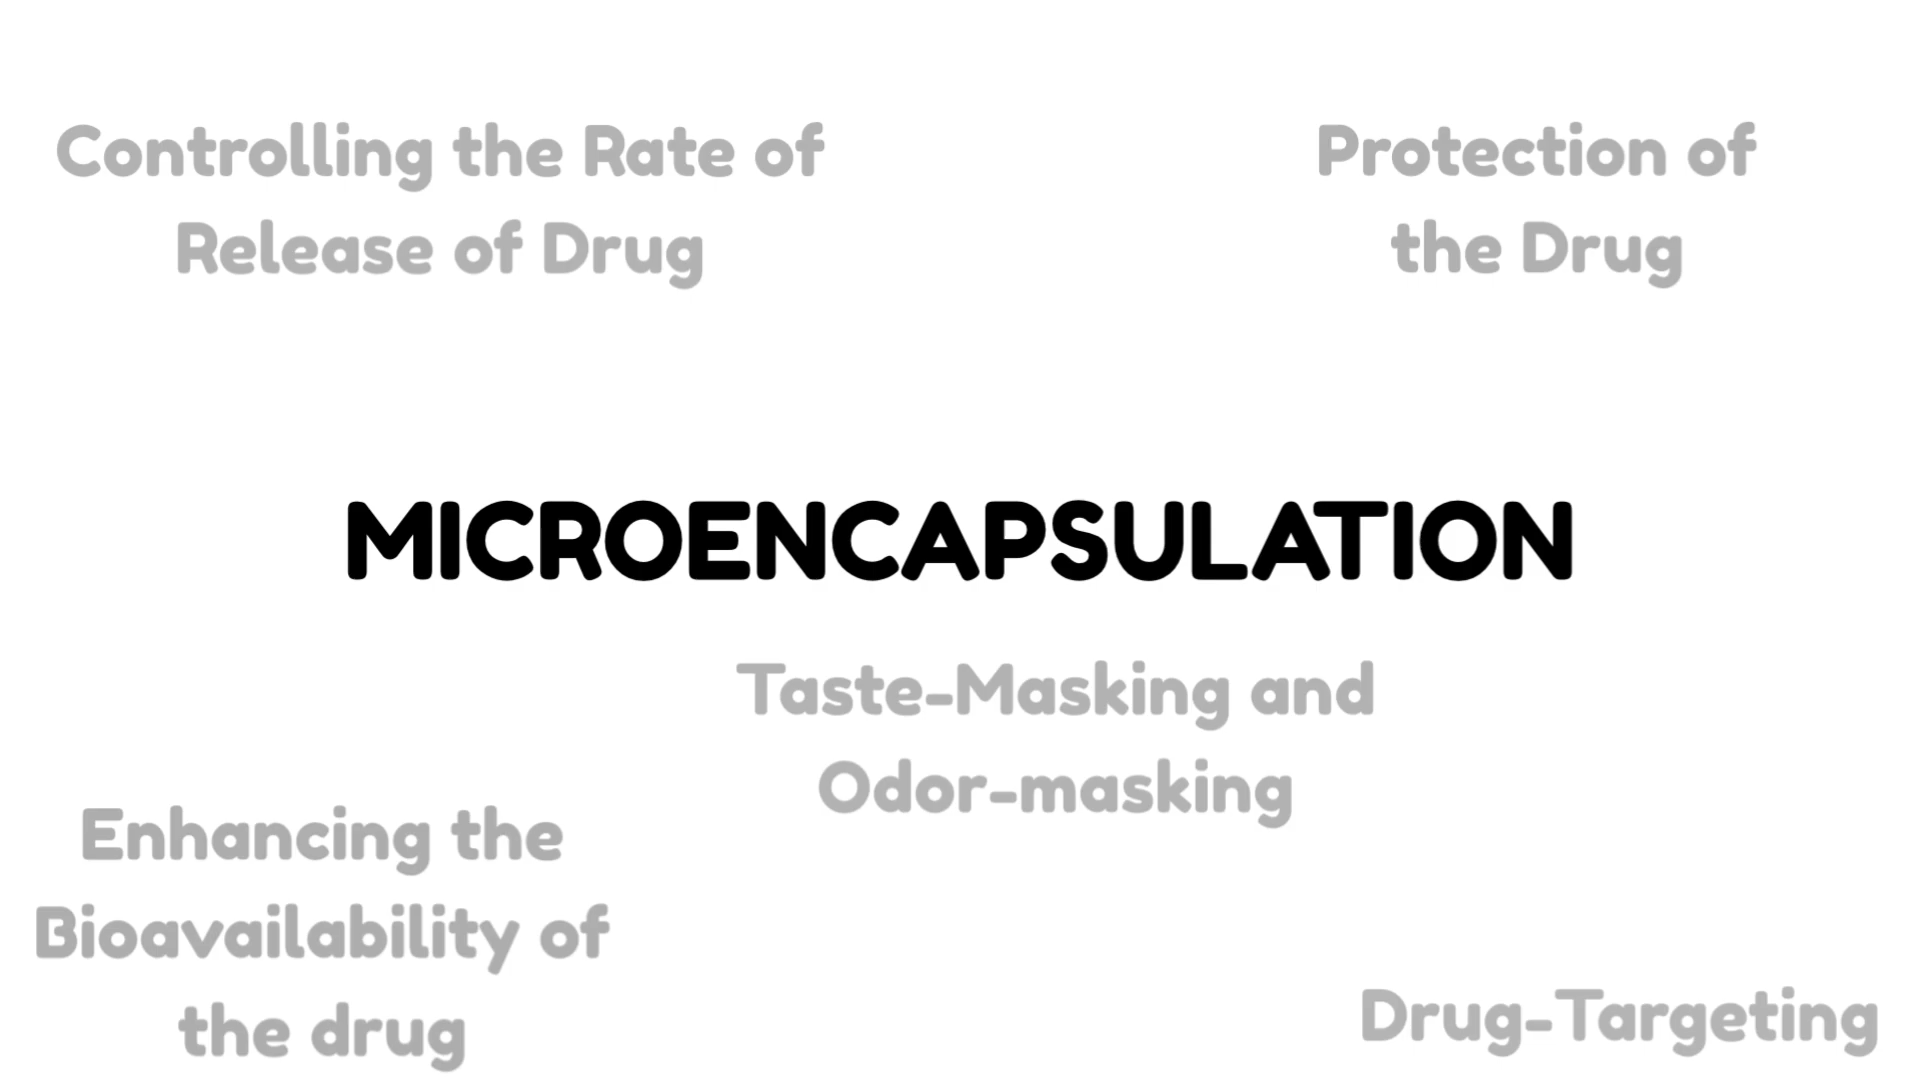 Controlling the Rate of
Release of Drug
Protection of
the Drug
MICROENCAPSULATION
Taste-Masking and
Odor-masking
Enhancing the
Bioavailability of
the drug
Drug-Targeting